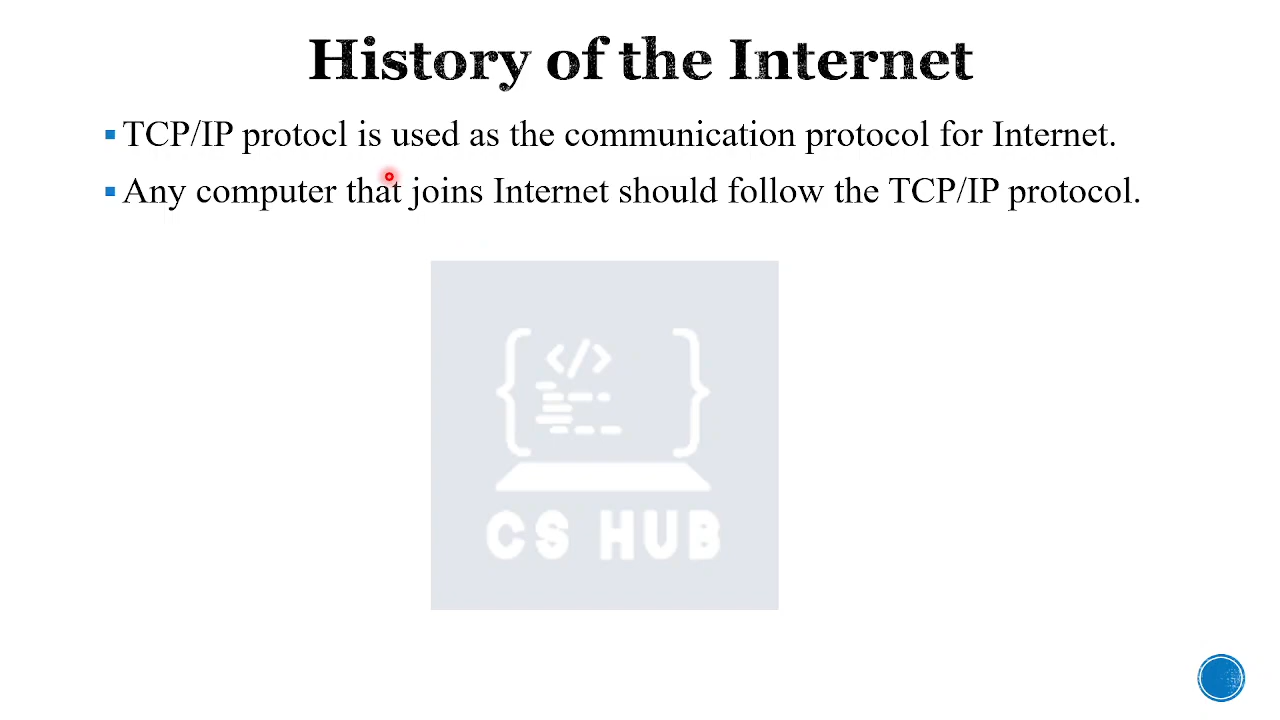 History of the Internet
TCP/IP protocl is used as the communication protocol for Internet.
Any computer that joins Internet should follow the TCP/IP protocol.
</>
CS HUB